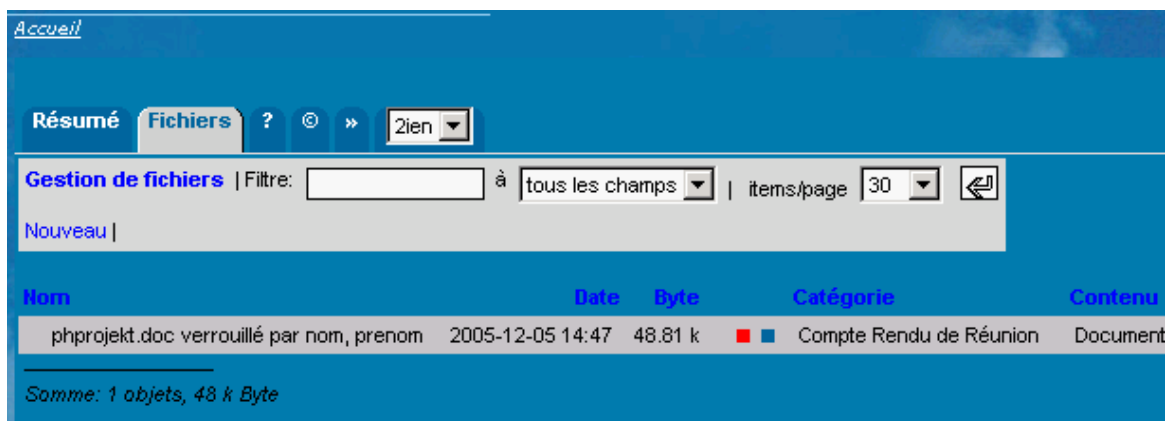 Accueil
Résumé Fichiers ? © » 2ien
Gestion de fichiers | Filtre: à tous les champs | items/page 30
Nouveau |
Nom Date Byte Catégorie Contenu
phprojekt.doc verrouillé par nom, prenom 2005-12-05 14:47 48.81 k Compte Rendu de Réunion Document
Somme: 1 objets, 48 k Byte